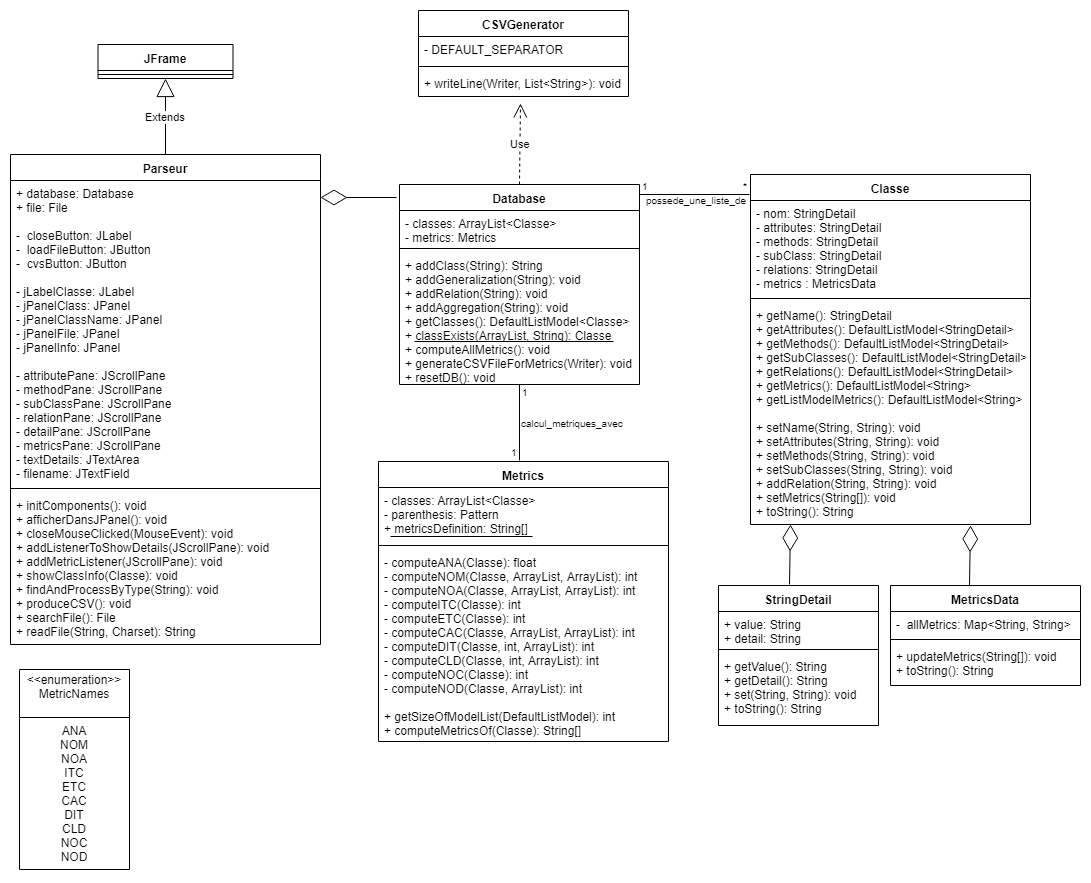 CSVGenerator
- DEFAULT_SEPARATOR
+ writeLine(Writer, List<String>): void
JFrame
Extends
Use
Parseur
+ database: Database
+ file: File
-  closeButton: JLabel
-  loadFileButton: JButton
-  cvsButton: JButton
- jLabelClasse: JLabel
- jPanelClass: JPanel
- jPanelClassName: JPanel
- jPanelFile: JPanel
- jPanelInfo: JPanel
- attributePane: JScrollPane
- methodPane: JScrollPane
- subClassPane: JScrollPane
- relationPane: JScrollPane
- detailPane: JScrollPane
- metricsPane: JScrollPane
- textDetails: JTextArea
- filename: JTextField
+ initComponents(): void
+ afficherDansJPanel(): void
+ closeMouseClicked(MouseEvent): void
+ addListenerToShowDetails(JScrollPane): void
+ addMetricListener(JScrollPane): void
+ showClassInfo(Classe): void
+ findAndProcessByType(String): void
+ produceCSV(): void
+ searchFile(): File
+ readFile(String, Charset): String
Database
- classes: ArrayList<Classe>
- metrics: Metrics
+ addClass(String): String
+ addGeneralization(String): void
+ addRelation(String): void
+ addAggregation(String): void
+ getClasses(): DefaultListModel<Classe>
+ classExists(ArrayList, String): Classe
+ computeAllMetrics(): void
+ generateCSVFileForMetrics(Writer): void
+ resetDB(): void
1
*
possede_une_liste_de
Classe
- nom: StringDetail
- attributes: StringDetail
- methods: StringDetail
- subClass: StringDetail
- relations: StringDetail
- metrics : MetricsData
+ getName(): StringDetail
+ getAttributes(): DefaultListModel<StringDetail>
+ getMethods(): DefaultListModel<StringDetail>
+ getSubClasses(): DefaultListModel<StringDetail>
+ getRelations(): DefaultListModel<StringDetail>
+ getMetrics(): DefaultListModel<String>
+ getListModelMetrics(): DefaultListModel<String>
+ setName(String, String): void
+ setAttributes(String, String): void
+ setMethods(String, String): void
+ setSubClasses(String, String): void
+ addRelation(String, String): void
+ setMetrics(String[]): void
+ toString(): String
1
calcul_metriques_avec
1
Metrics
- classes: ArrayList<Classe>
- parenthesis: Pattern
+ metricsDefinition: String[]
- computeANA(Classe): float
- computeNOM(Classe, ArrayList, ArrayList): int
- computeNOA(Classe, ArrayList, ArrayList): int
- computeITC(Classe): int
- computeETC(Classe): int
- computeCAC(Classe, ArrayList, ArrayList): int
- computeDIT(Classe, int, ArrayList): int
- computeCLD(Classe, int, ArrayList): int
- computeNOC(Classe): int
- computeNOD(Classe, ArrayList): int
+ getSizeOfModelList(DefaultListModel): int
+ computeMetricsOf(Classe): String[]
StringDetail
+ value: String
+ detail: String
+ getValue(): String
+ getDetail(): String
+ set(String, String): void
+ toString(): String
MetricsData
-  allMetrics: Map<String, String>
+ updateMetrics(String[]): void
+ toString(): String
<<enumeration>>
MetricNames
ANA
NOM
NOA
ITC
ETC
CAC
DIT
CLD
NOC
NOD